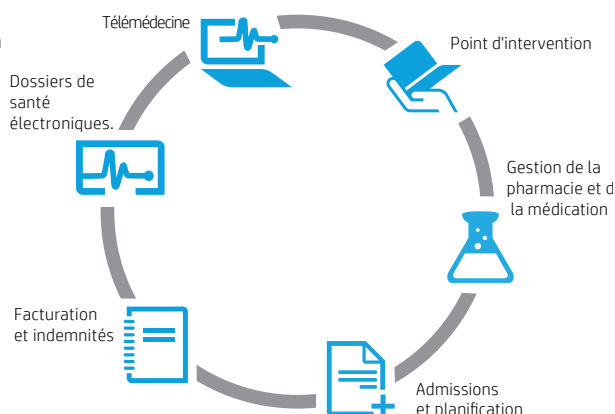 Télémédecine
Point d'intervention
Dossiers de
santé
électroniques.
Gestion de la
pharmacie et d
la médication
Facturation
et indemnités
Admissions
et planification